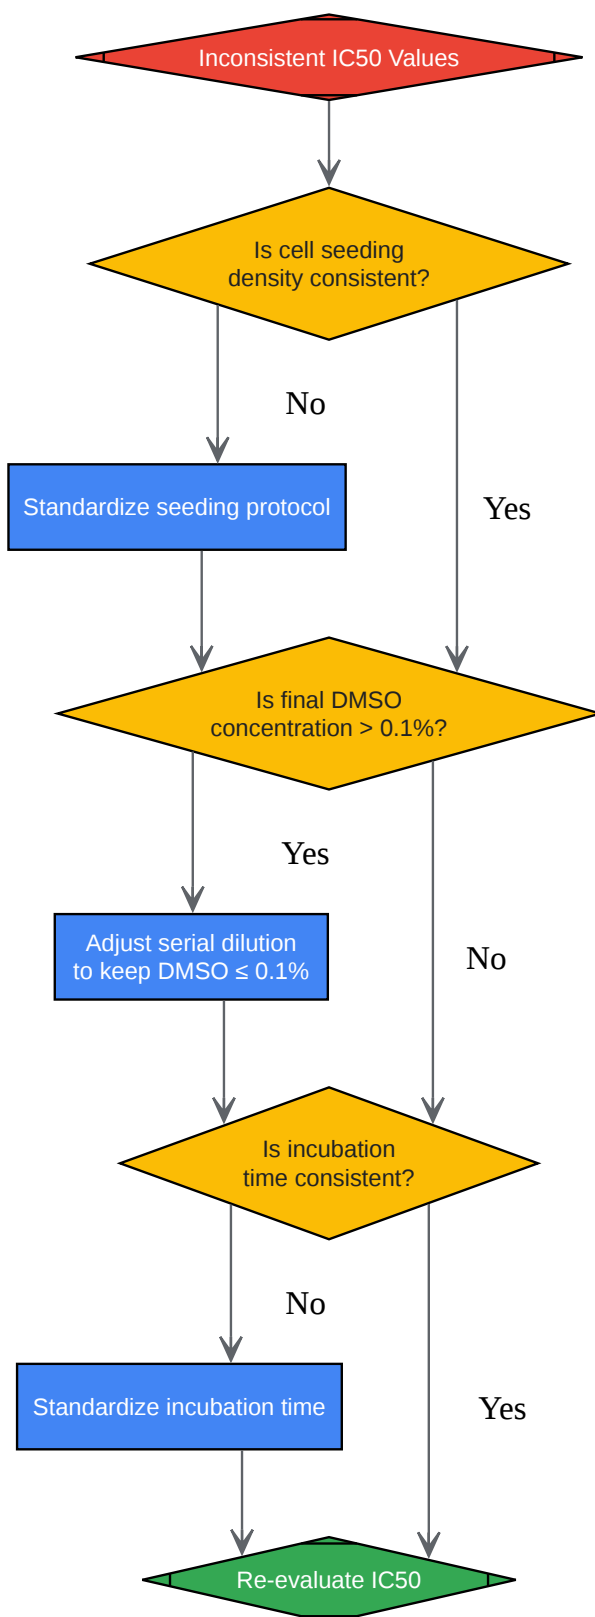 Inconsistent IC50 Values
Is cell seeding
density consistent?
No
Standardize seeding protocol
Yes
Is final DMSO
concentration > 0.1%?
Yes
Adjust serial dilution
to keep DMSO ≤ 0.1%
No
Is incubation
time consistent?
No
Standardize incubation time
Yes
Re-evaluate IC50